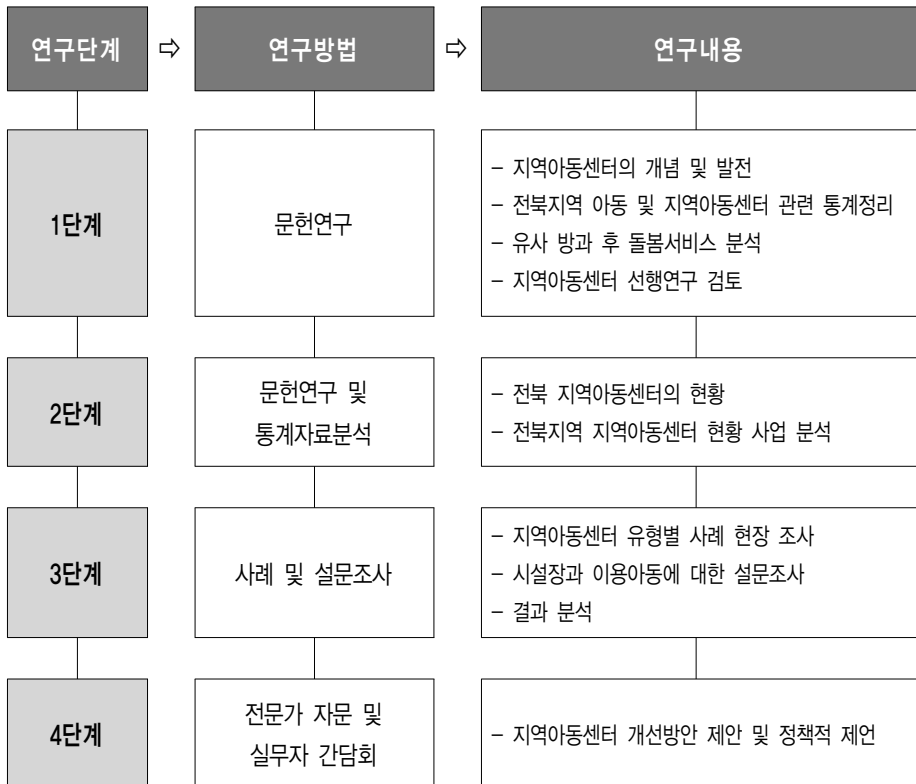 연구단계 ⇨ 연구방법 ⇨ 연구내용
1단계
문헌연구
– 지역아동센터의 개념 및 발전
– 전북지역 아동 및 지역아동센터 관련 통계정리
– 유사 방과 후 돌봄서비스 분석
– 지역아동센터 선행연구 검토
2단계
문헌연구 및
통계자료분석
– 전북 지역아동센터의 현황
– 전북지역 지역아동센터 현황 사업 분석
3단계
사례 및 설문조사
– 지역아동센터 유형별 사례 현장 조사
– 시설장과 이용아동에 대한 설문조사
– 결과 분석
4단계
전문가 자문 및
실무자 간담회
– 지역아동센터 개선방안 제안 및 정책적 제언